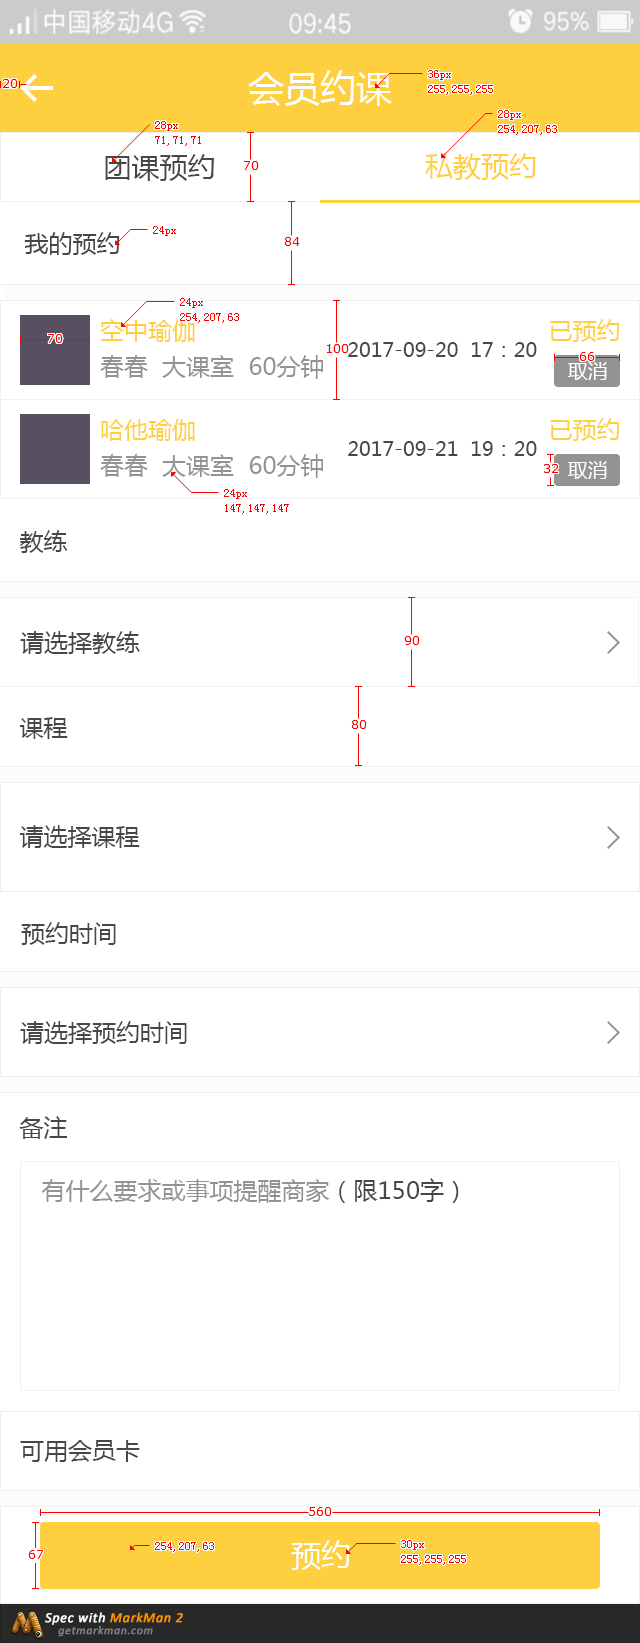 中国移动4G 09:45 95%
20 会员约课 36px
255, 255, 255
团课预约 28px
71, 71, 71
70
私教预约 28px
254, 207, 63
我的预约 24px
84
24px
254, 207, 63
70
空中瑜伽 已预约
春春 大课室 60分钟 100 2017-09-20 17：20 66
取消
哈他瑜伽 已预约
春春 大课室 60分钟 2017-09-21 19：20 32 取消
24px
147, 147, 147
教练
请选择教练 90
课程 80
请选择课程
预约时间
请选择预约时间
备注
有什么要求或事项提醒商家（限150字）
可用会员卡
560
67 254, 207, 63 预约 30px
255, 255, 255
Spec with MarkMan 2
getmarkman.com